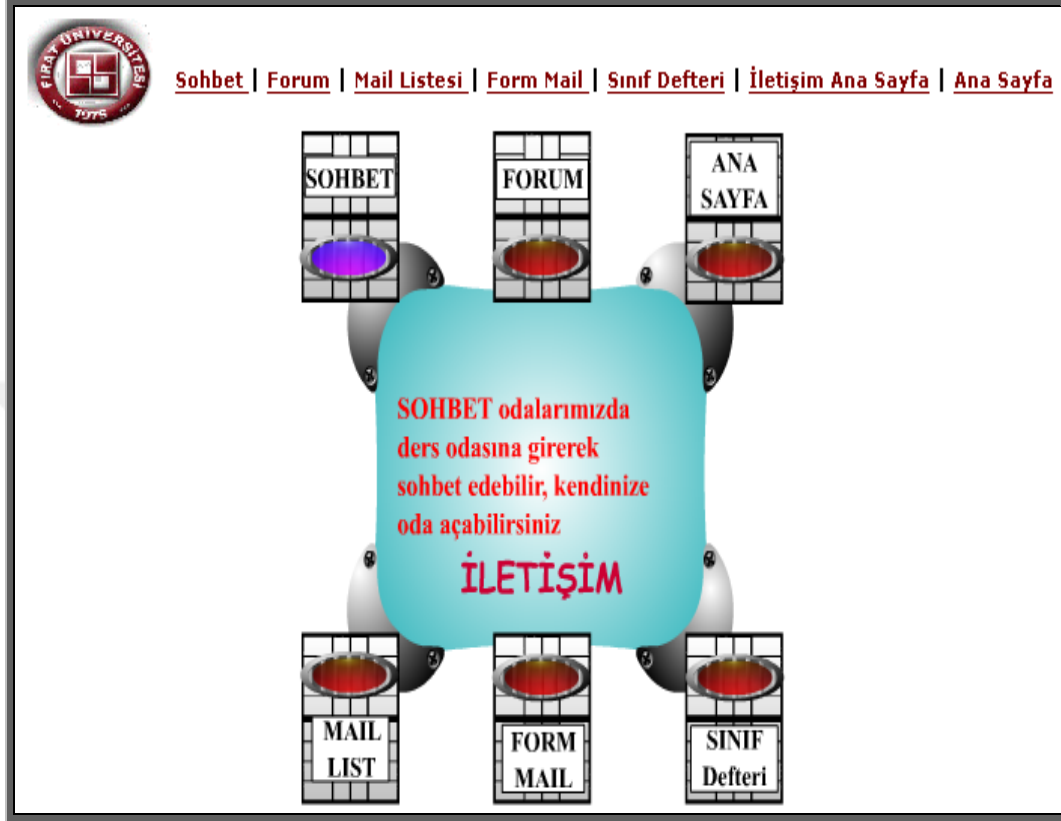 FIRAT ÜNİVERSİTESİ
1975
Sohbet | Forum | Mail Listesi | Form Mail | Sınıf Defteri | İletişim Ana Sayfa | Ana Sayfa
SOHBET
FORUM
ANA
SAYFA
SOHBET odalarımızda
ders odasına girerek
sohbet edebilir, kendinize
oda açabilirsiniz
İLETİŞİM
MAIL
LIST
FORM
MAIL
SINIF
Defteri